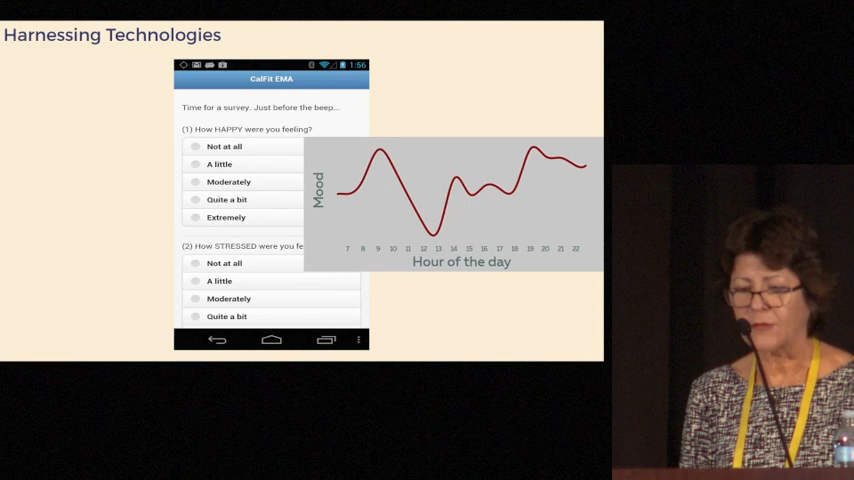 Harnessing Technologies
1:56
CalFit EMA
Time for a survey. Just before the beep...
(1) How HAPPY were you feeling?
Not at all
A little
Moderately
Quite a bit
Extremely
(2) How STRESSED were you fe
Not at all
A little
Moderately
Quite a bit
Mood
7 8 9 10 11 12 13 14 15 16 17 18 19 20 21 22
Hour of the day